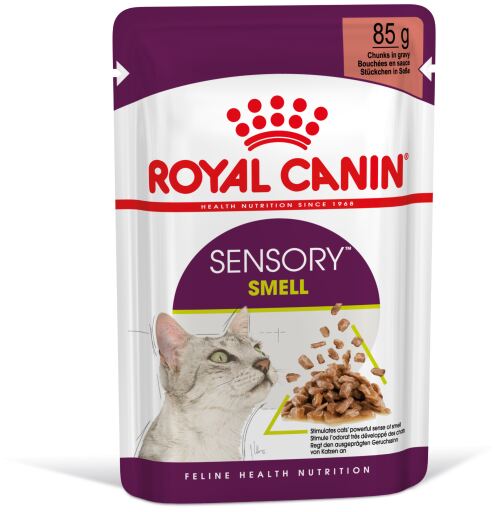 85 g
Chunks in gravy
Bouchées en sauce
Stückchen in Soße
ROYAL CANIN®
HEALTH NUTRITION SINCE 1968
SENSORY™
SMELL
Stimulates cats' powerful sense of smell
Stimule l'odorat très développé des chats
Regt den ausgeprägten Geruchssinn
von Katzen an
FELINE HEALTH NUTRITION